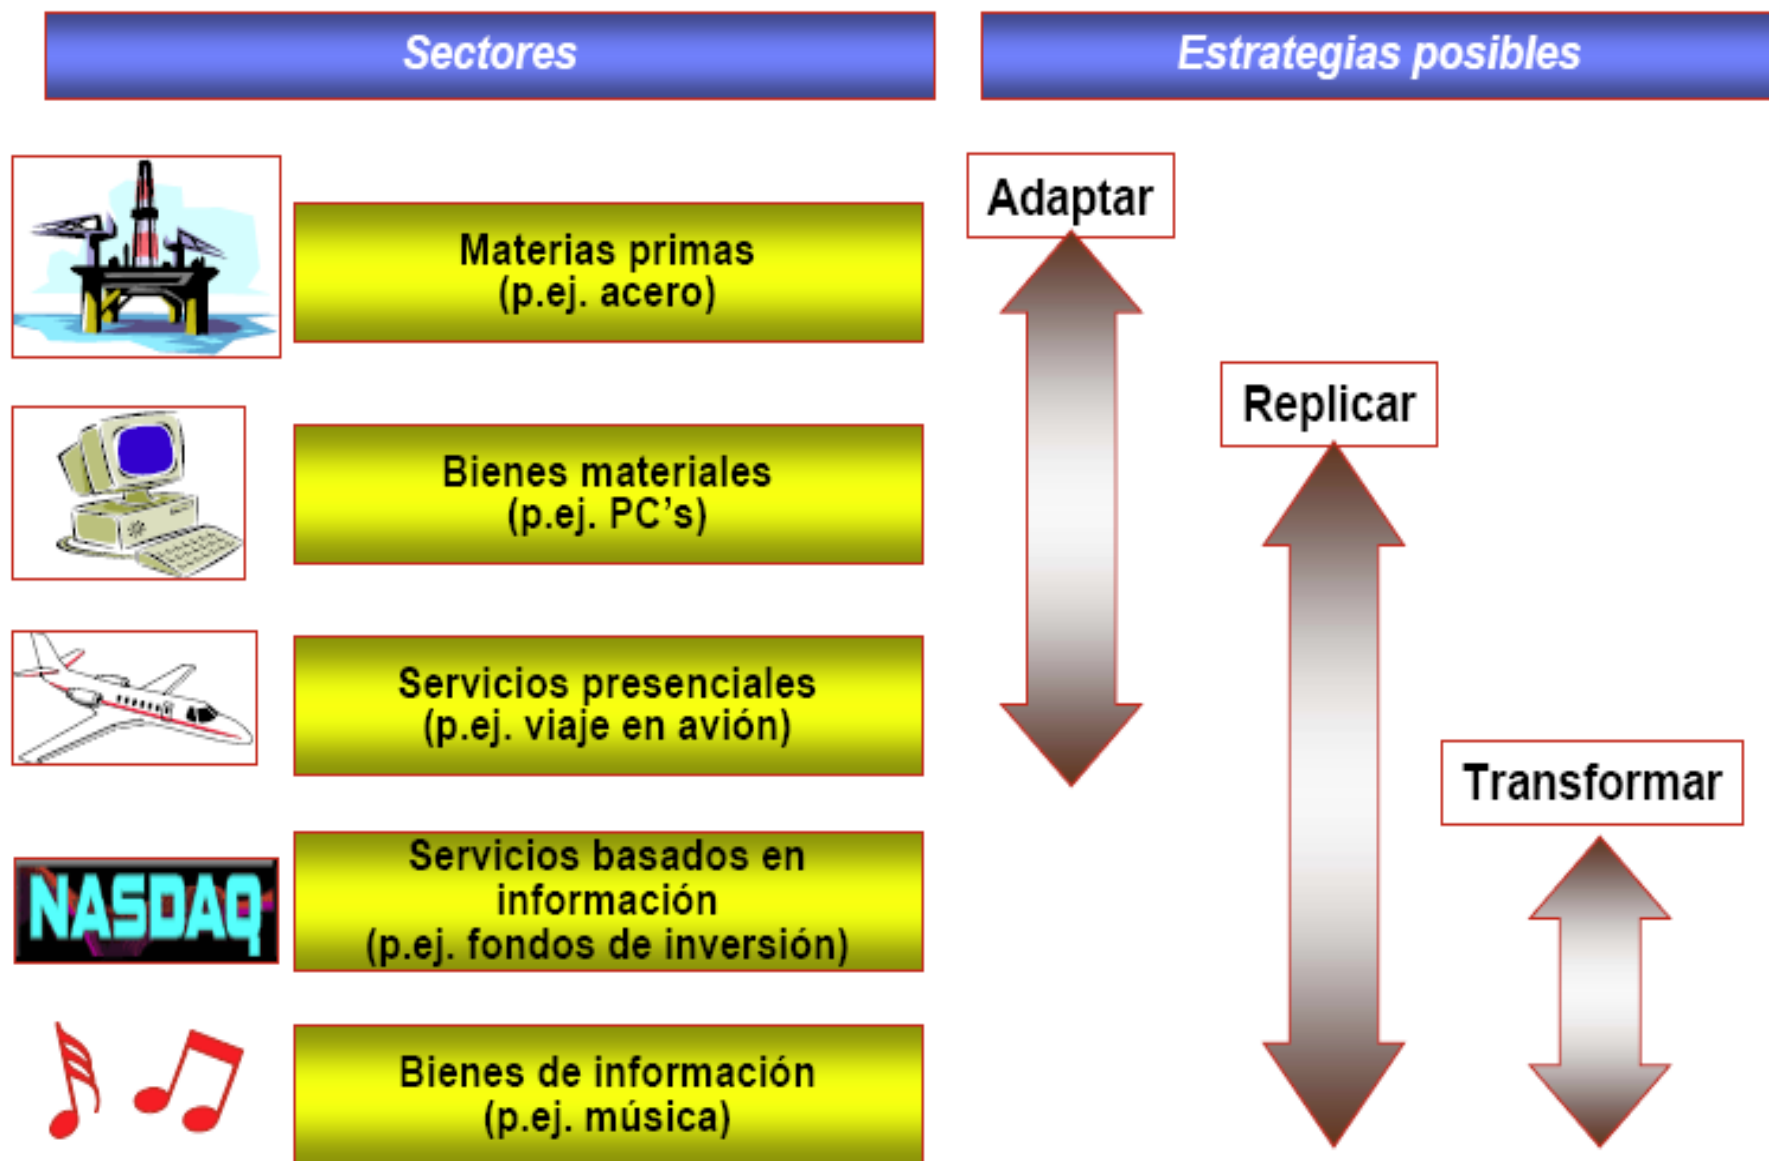 Sectores
Estrategias posibles
Adaptar
Materias primas
(p.ej. acero)
Replicar
Bienes materiales
(p.ej. PC's)
Servicios presenciales
(p.ej. viaje en avión)
Transformar
NASDAQ
Servicios basados en
información
(p.ej. fondos de inversión)
Bienes de información
(p.ej. música)